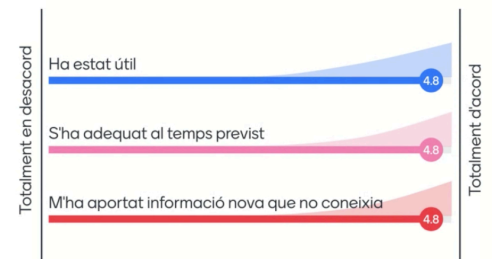 Totalment en desacord
Ha estat útil
4.8
S'ha adequat al temps previst
4.8
M'ha aportat informació nova que no coneixia
4.8
Totalment d'acord